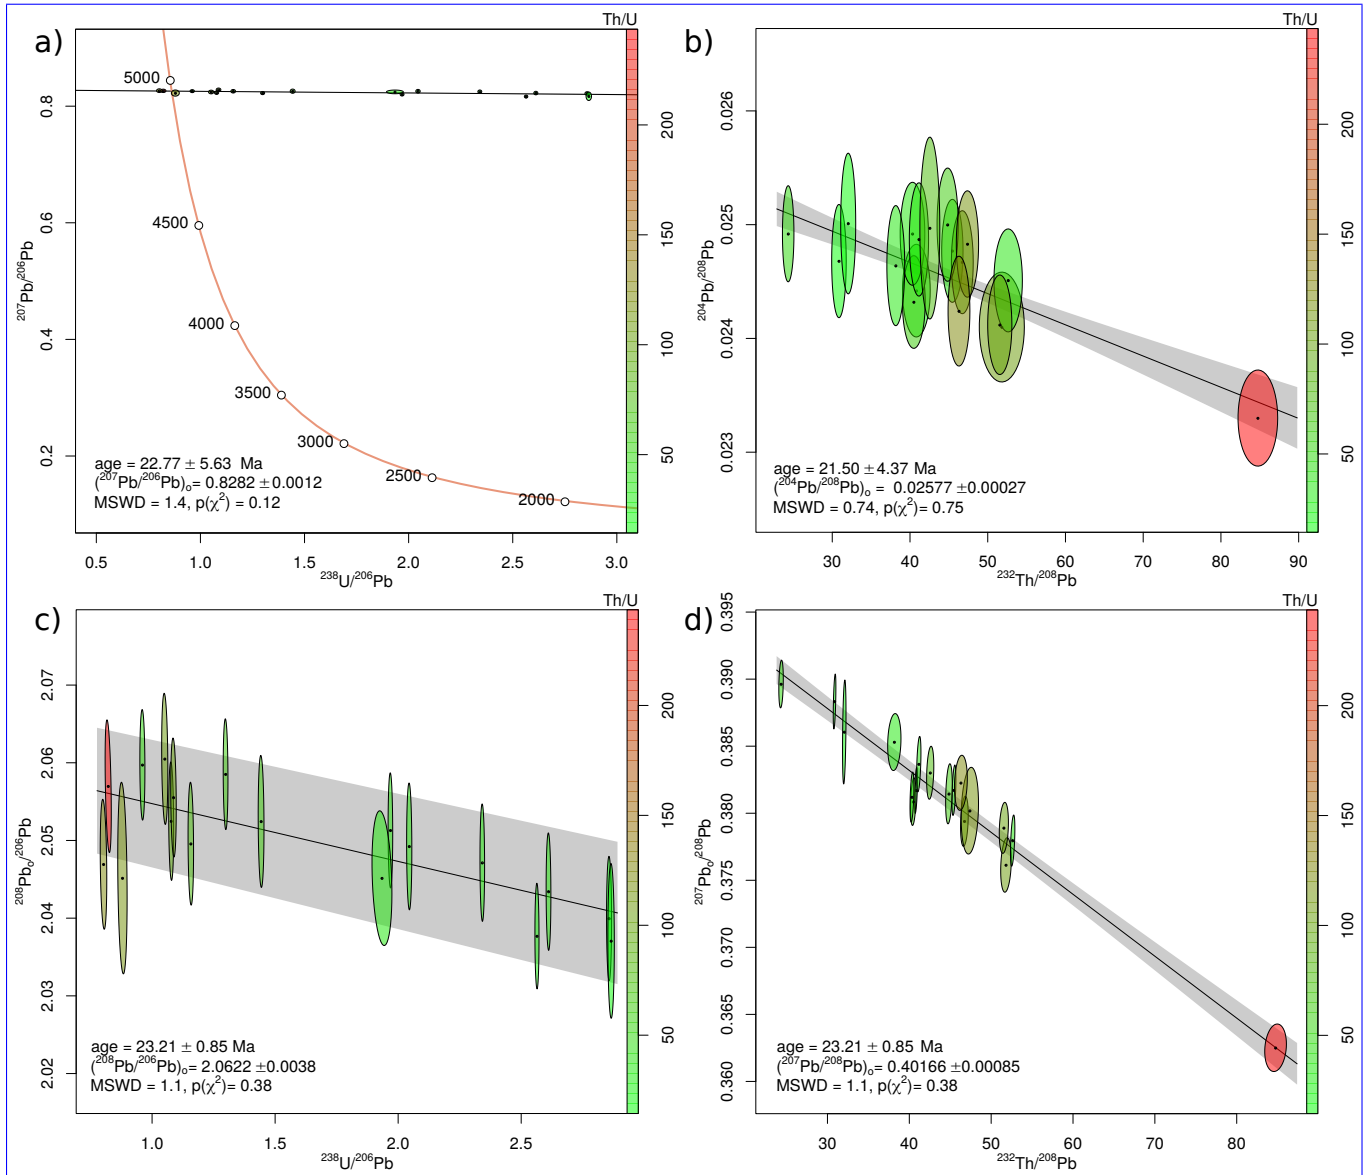 a)
Th/U
5000
4500
4000
3500
3000
2500
2000
0.8
0.6
0.4
0.2
²⁰⁷Pb/²⁰⁶Pb
age = 22.77 ± 5.63 Ma
(²⁰⁷Pb/²⁰⁶Pb)ₒ= 0.8282 ±0.0012
MSWD = 1.4, p(χ²) = 0.12
0.5 1.0 1.5 2.0 2.5 3.0
²³⁸U/²⁰⁶Pb
200
150
100
50
b)
Th/U
0.026
0.025
0.024
0.023
²⁰⁴Pb/²⁰⁸Pb
age = 21.50 ±4.37 Ma
(²⁰⁴Pb/²⁰⁸Pb)ₒ = 0.02577 ±0.00027
MSWD = 0.74, p(χ²) = 0.75
30 40 50 60 70 80 90
²³²Th/²⁰⁸Pb
200
150
100
50
c)
Th/U
2.07
2.06
2.05
2.04
2.03
2.02
²⁰⁸Pbₒ/²⁰⁶Pb
age = 23.21 ± 0.85 Ma
(²⁰⁸Pb/²⁰⁶Pb)ₒ= 2.0622 ±0.0038
MSWD = 1.1, p(χ²)= 0.38
1.0 1.5 2.0 2.5
²³⁸U/²⁰⁶Pb
200
150
100
50
d)
Th/U
0.395
0.390
0.385
0.380
0.375
0.370
0.365
0.360
²⁰⁷Pbₒ/²⁰⁸Pb
age = 23.21 ± 0.85 Ma
(²⁰⁷Pb/²⁰⁸Pb)ₒ= 0.40166 ±0.00085
MSWD = 1.1, p(χ²)= 0.38
30 40 50 60 70 80
²³²Th/²⁰⁸Pb
200
150
100
50